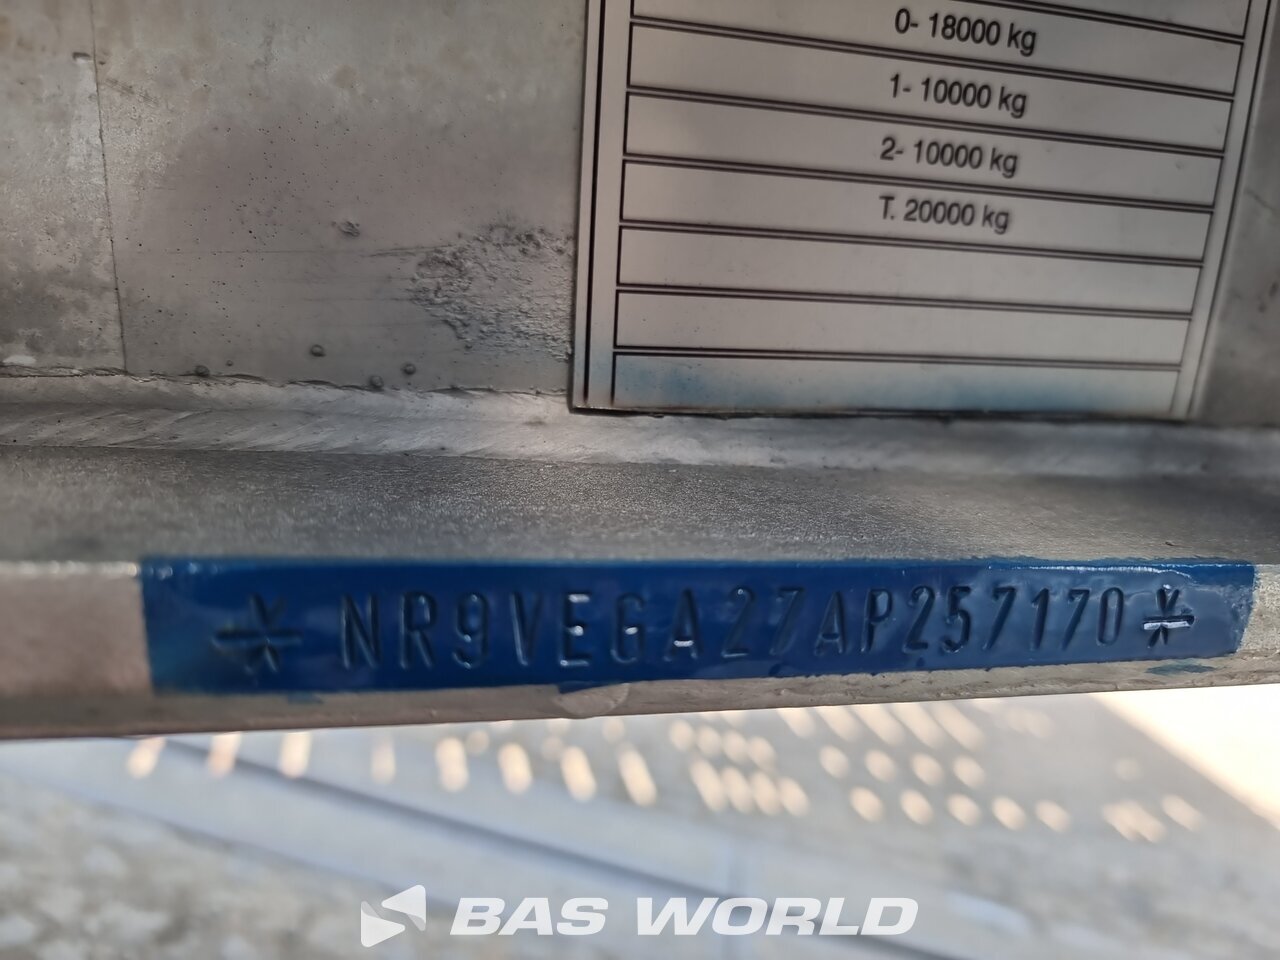 0- 18000 kg
1- 10000 kg
2- 10000 kg
T. 20000 kg
* NR9VEGA27AP257170 *
BAS WORLD